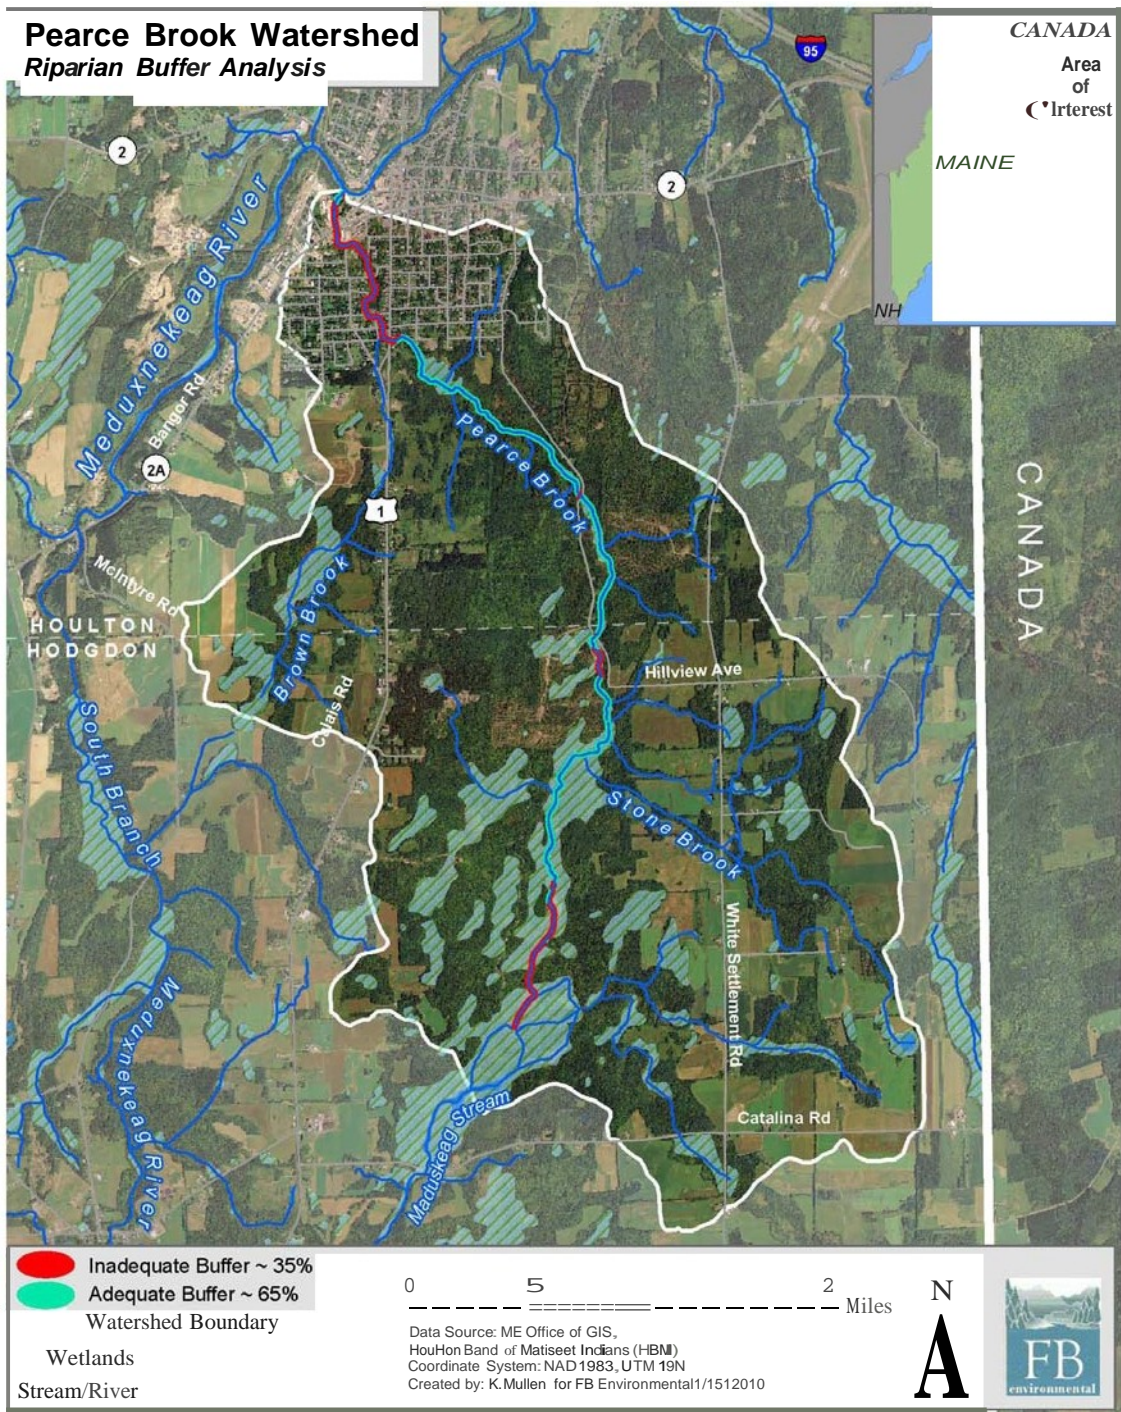 Pearce Brook Watershed
Riparian Buffer Analysis
CANADA
Area
of
C'Irterest
MAINE
NH
95
2
2
Meduxnekeag River
Bangor Rd
2A
1
Pearce Brook
McIntyre Rd
HOULTON
HODGDON
Brown Brook
Calais Rd
Hillview Ave
CANADA
South Branch
Meduxnekeag River
Stone Brook
White Settlement Rd
Maduskeag Stream
Catalina Rd
Inadequate Buffer ~ 35%
Adequate Buffer ~ 65%
Watershed Boundary
Wetlands
Stream/River
0 5 2 Miles
Data Source: ME Office of GIS,
HouHon Band of Matiseet Indians (HBMI)
Coordinate System: NAD 1983, UTM 19N
Created by: K. Mullen for FB Environmental1/1512010
N
A
FB
environmental